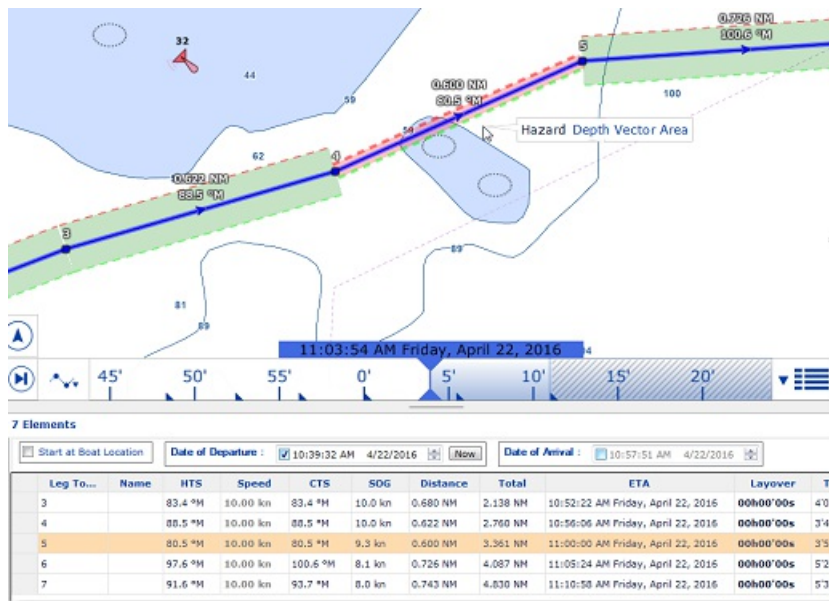 0.726 NM
100.6 °M
5
32
44
0.600 NM
80.5 °M
59
100
50
Hazard Depth Vector Area
62
4
0.622 NM
88.5 °M
3
89
81
89
11:03:54 AM Friday, April 22, 2016
45' 50' 55' 0' 5' 10' 15' 20'
7 Elements
Start at Boat Location Date of Departure : 10:39:32 AM 4/22/2016 Now Date of Arrival : 10:57:51 AM 4/22/2016
Leg To... Name HTS Speed CTS SOG Distance Total ETA Layover
3 83.4 °M 10.00 kn 83.4 °M 10.0 kn 0.680 NM 2.138 NM 10:52:22 AM Friday, April 22, 2016 00h00'00s 4'0
4 88.5 °M 10.00 kn 88.5 °M 10.0 kn 0.622 NM 2.760 NM 10:56:06 AM Friday, April 22, 2016 00h00'00s 3'4
5 80.5 °M 10.00 kn 80.5 °M 9.3 kn 0.600 NM 3.361 NM 11:00:00 AM Friday, April 22, 2016 00h00'00s 3'5
6 97.6 °M 10.00 kn 100.6 °M 8.1 kn 0.726 NM 4.087 NM 11:05:24 AM Friday, April 22, 2016 00h00'00s 5'2
7 91.6 °M 10.00 kn 93.7 °M 8.0 kn 0.743 NM 4.830 NM 11:10:58 AM Friday, April 22, 2016 00h00'00s 5'3